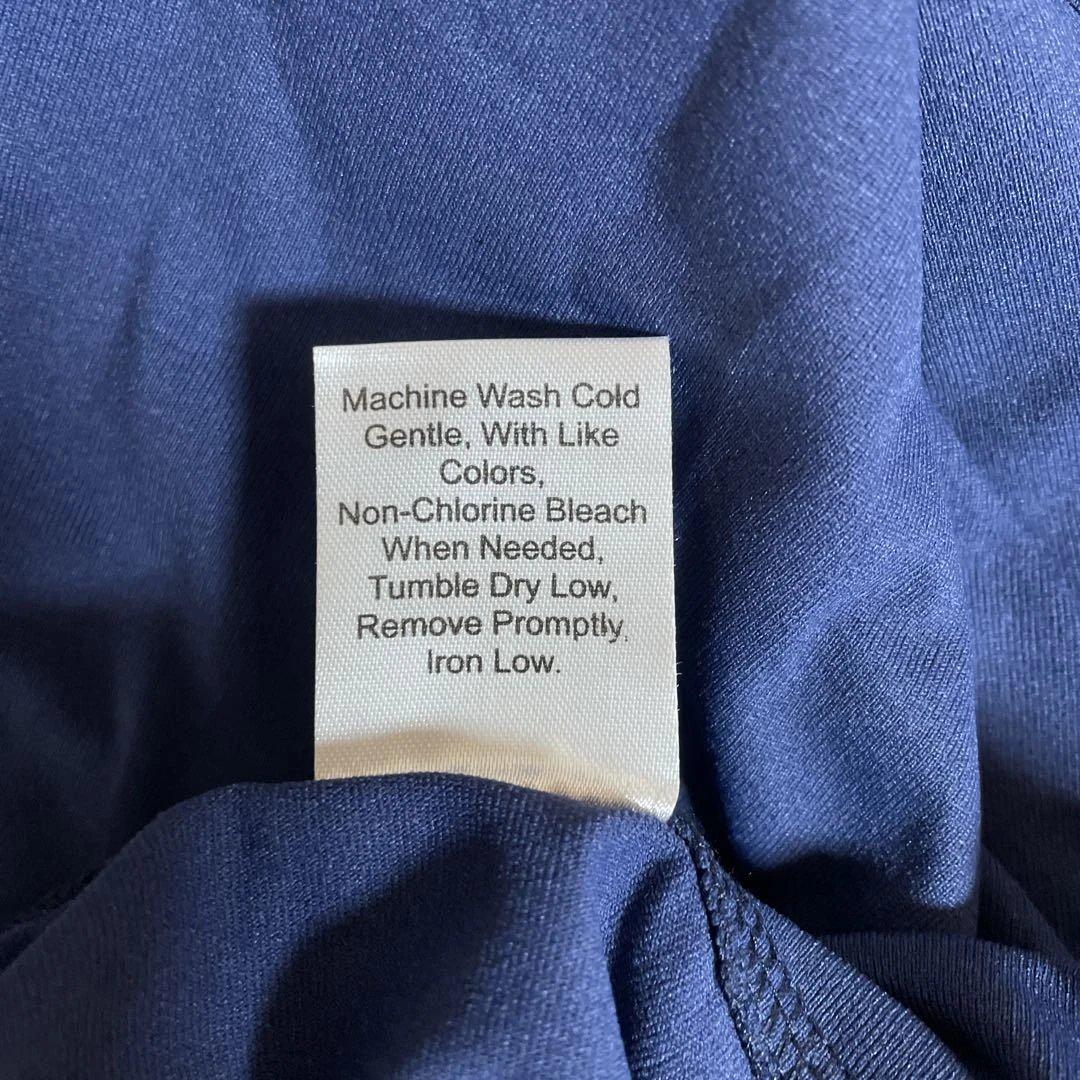 Machine Wash Cold
Gentle, With Like
Colors,
Non-Chlorine Bleach
When Needed,
Tumble Dry Low,
Remove Promptly,
Iron Low.